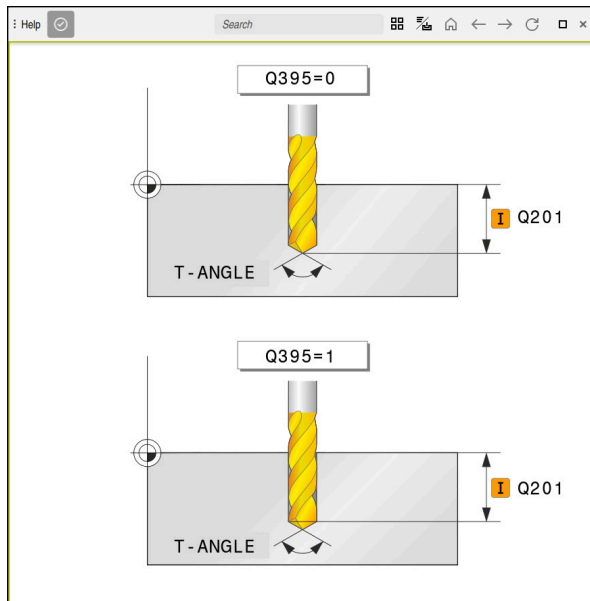 Help
Search
Q395=0
I Q201
T-ANGLE
Q395=1
I Q201
T-ANGLE